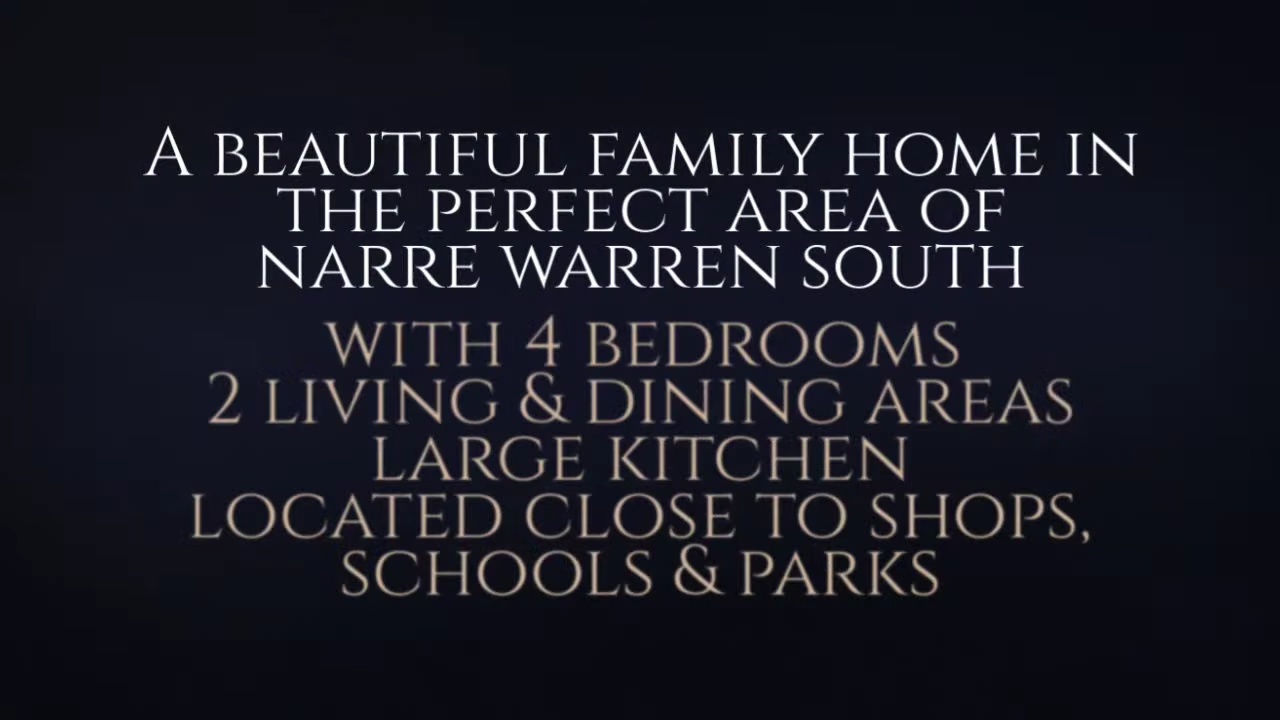 A BEAUTIFUL FAMILY HOME IN
THE PERFECT AREA OF
NARRE WARREN SOUTH
WITH 4 BEDROOMS
2 LIVING & DINING AREAS
LARGE KITCHEN
LOCATED CLOSE TO SHOPS,
SCHOOLS & PARKS